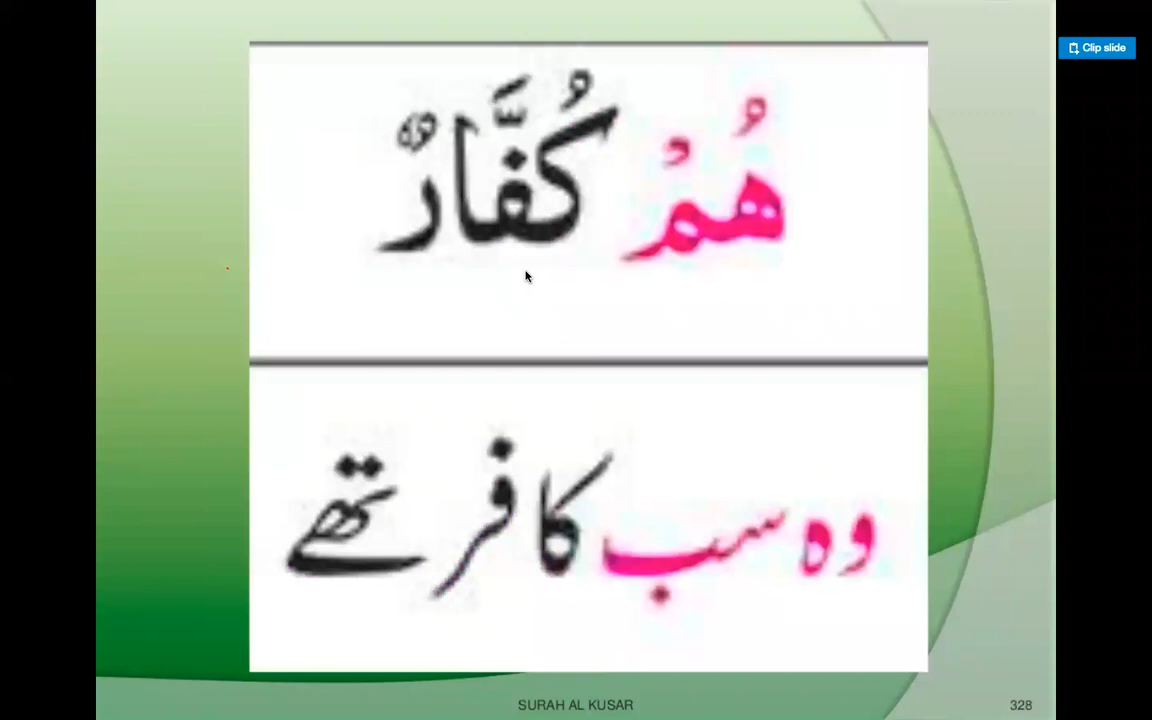 Clip slide
هُمْ كُفَّارٌ
وہ سب کافر تھے
SURAH AL KUSAR
328